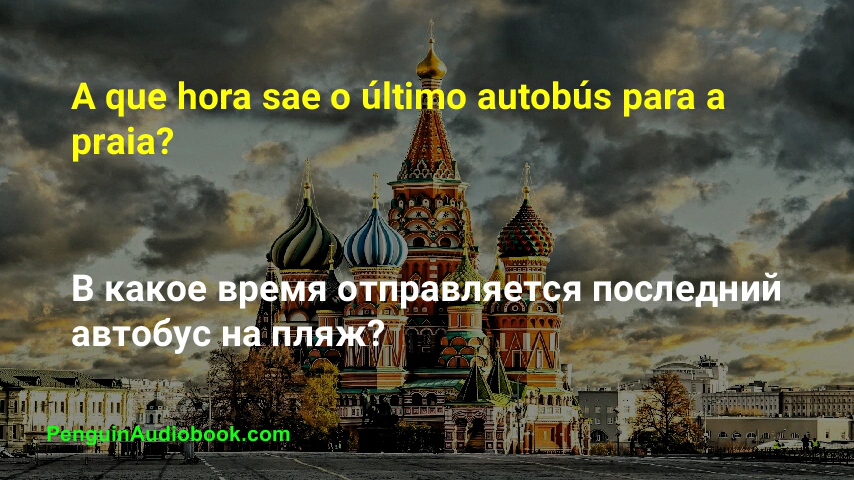 A que hora sae o último autobús para a
praia?
В какое время отправляется последний
автобус на пляж?
PenguinAudiobook.com